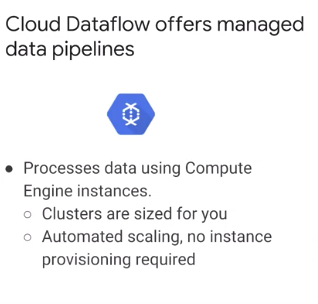 Cloud Dataflow offers managed
data pipelines
● Processes data using Compute
Engine instances.
○ Clusters are sized for you
○ Automated scaling, no instance
provisioning required